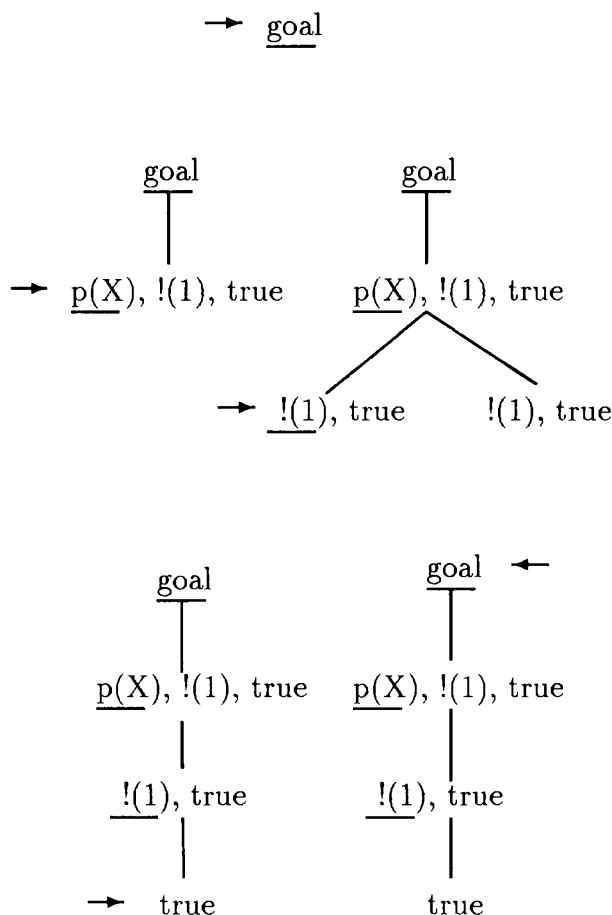 goal
goal goal
p(X), !(1), true p(X), !(1), true
!(1), true !(1), true
goal goal
p(X), !(1), true p(X), !(1), true
!(1), true !(1), true
true true